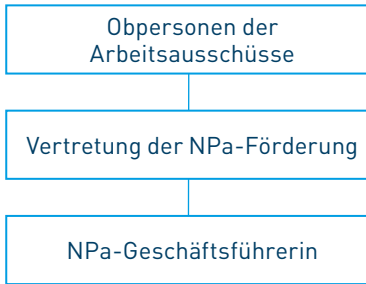 Obpersonen der
Arbeitsausschüsse
Vertretung der NPa-Förderung
NPa-Geschäftsführerin